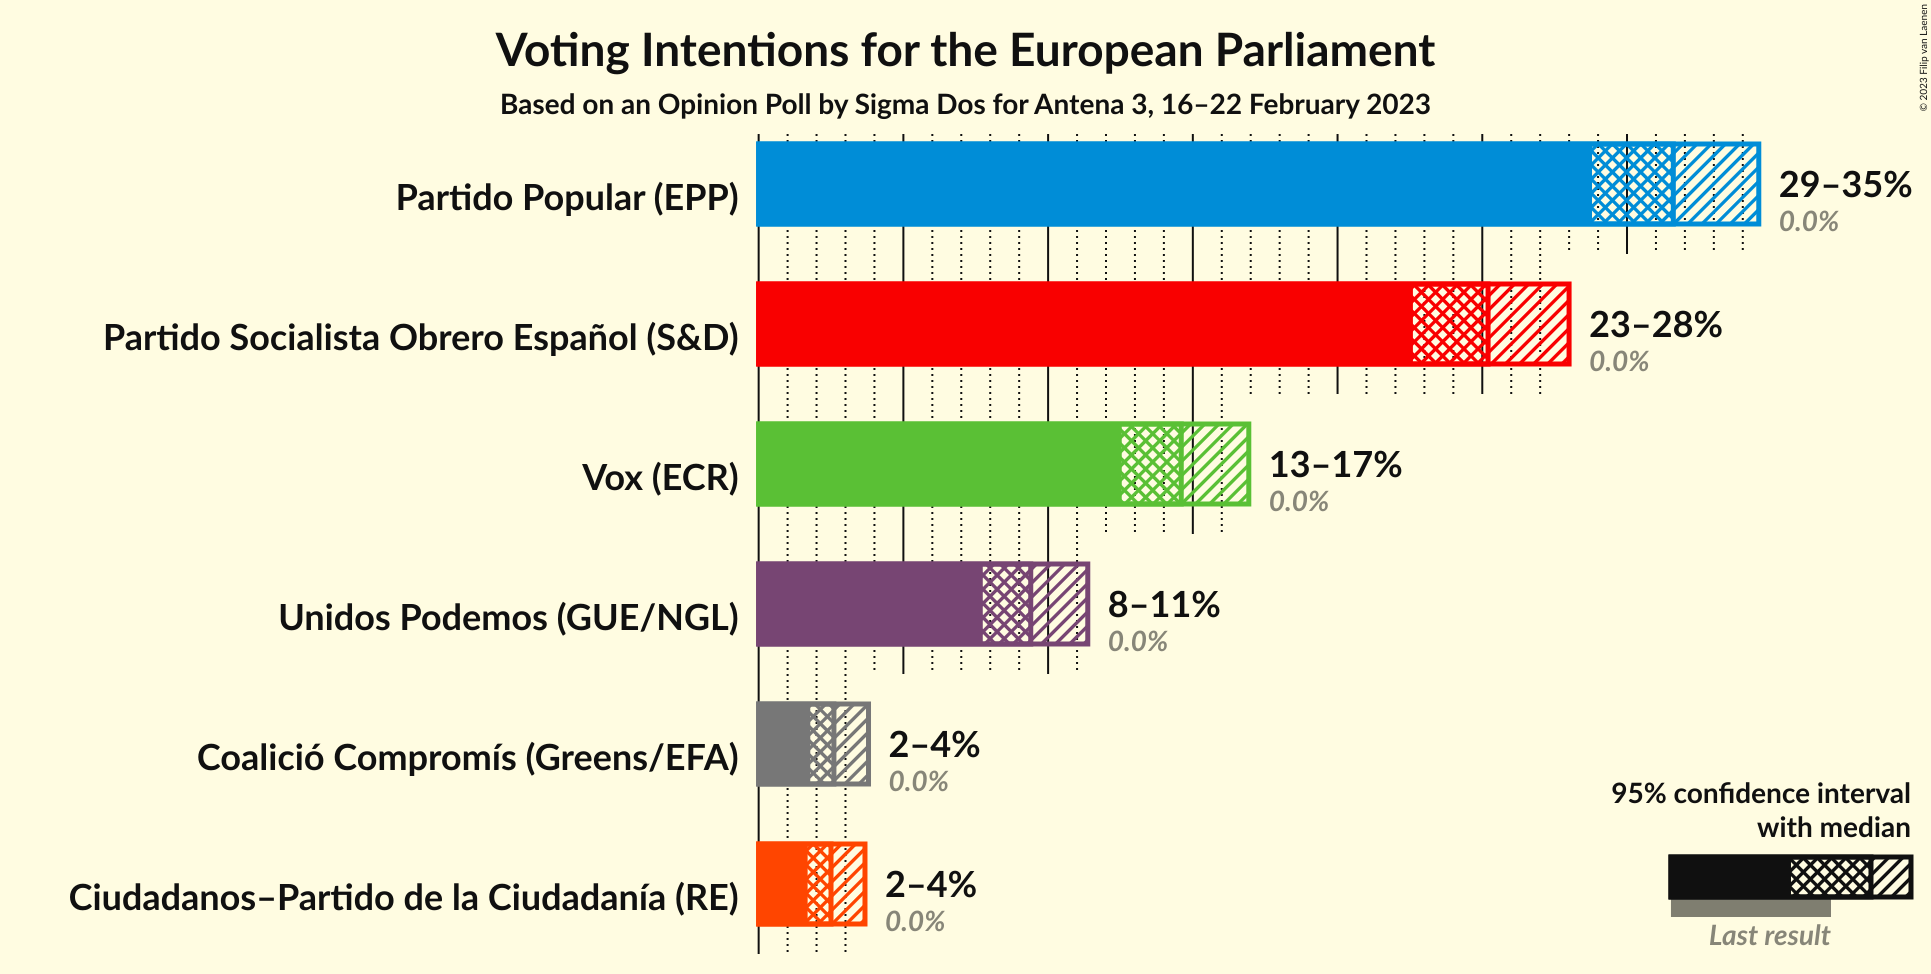 Voting Intentions for the European Parliament
Based on an Opinion Poll by Sigma Dos for Antena 3, 16–22 February 2023
© 2023 Filip van Laenen
Partido Popular (EPP)
29–35%
0.0%
Partido Socialista Obrero Español (S&D)
23–28%
0.0%
Vox (ECR)
13–17%
0.0%
Unidos Podemos (GUE/NGL)
8–11%
0.0%
Coalició Compromís (Greens/EFA)
2–4%
0.0%
Ciudadanos–Partido de la Ciudadanía (RE)
2–4%
0.0%
95% confidence interval
with median
Last result